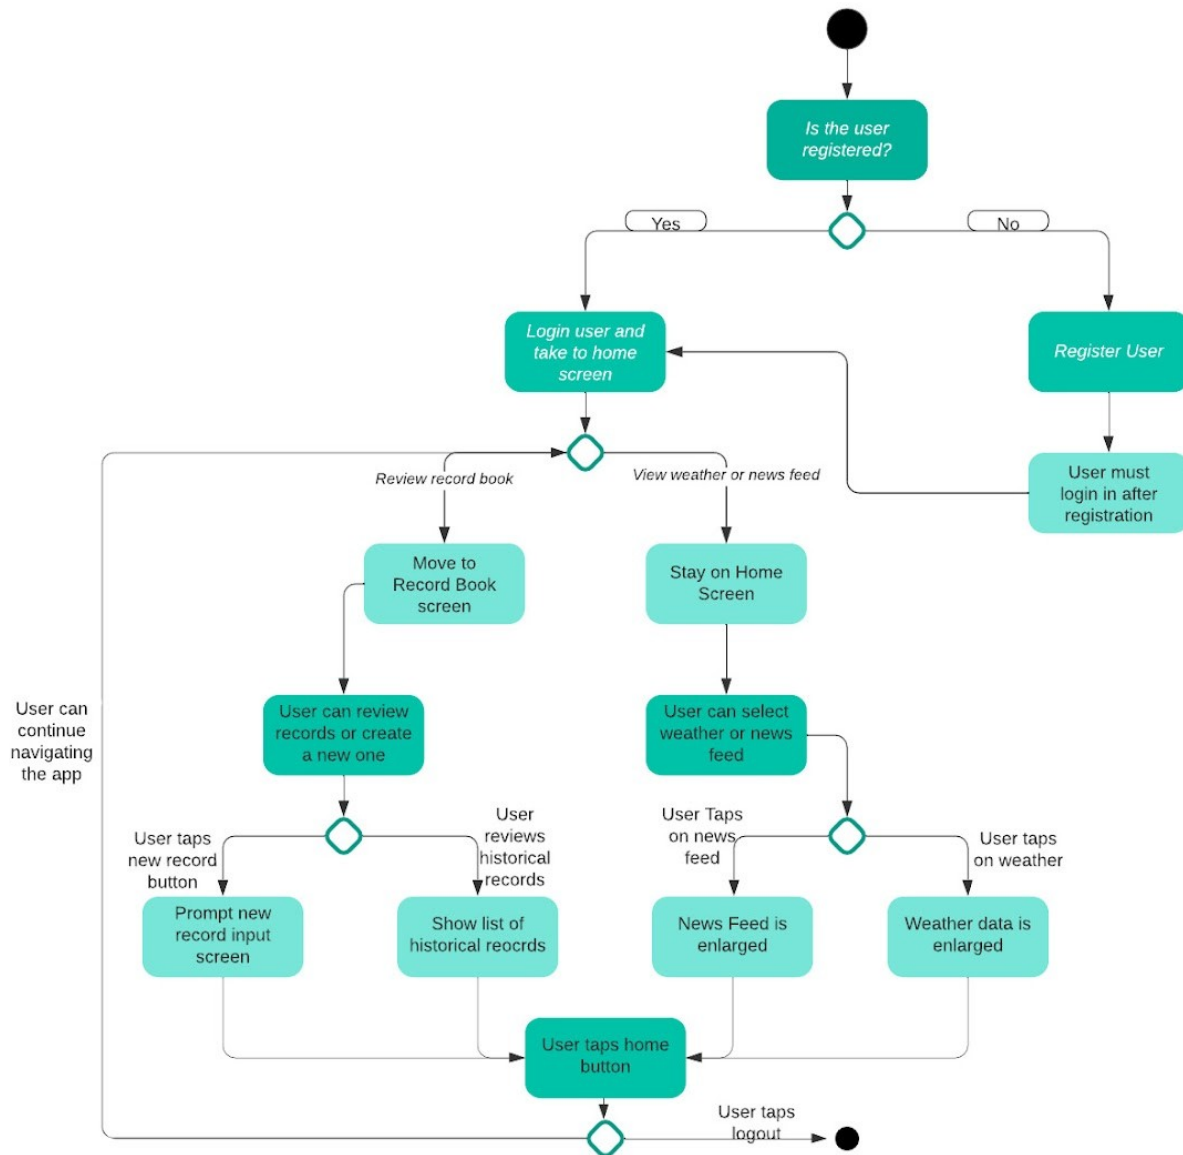 Is the user
registered?
Yes
No
Login user and
take to home
screen
Register User
Review record book
View weather or news feed
User must
login in after
registration
Move to
Record Book
screen
Stay on Home
Screen
User can
continue
navigating
the app
User can review
records or create
a new one
User can select
weather or news
feed
User taps
new record
button
User
reviews
historical
records
User Taps
on news
feed
User taps
on weather
Prompt new
record input
screen
Show list of
historical reocrds
News Feed is
enlarged
Weather data is
enlarged
User taps home
button
User taps
logout